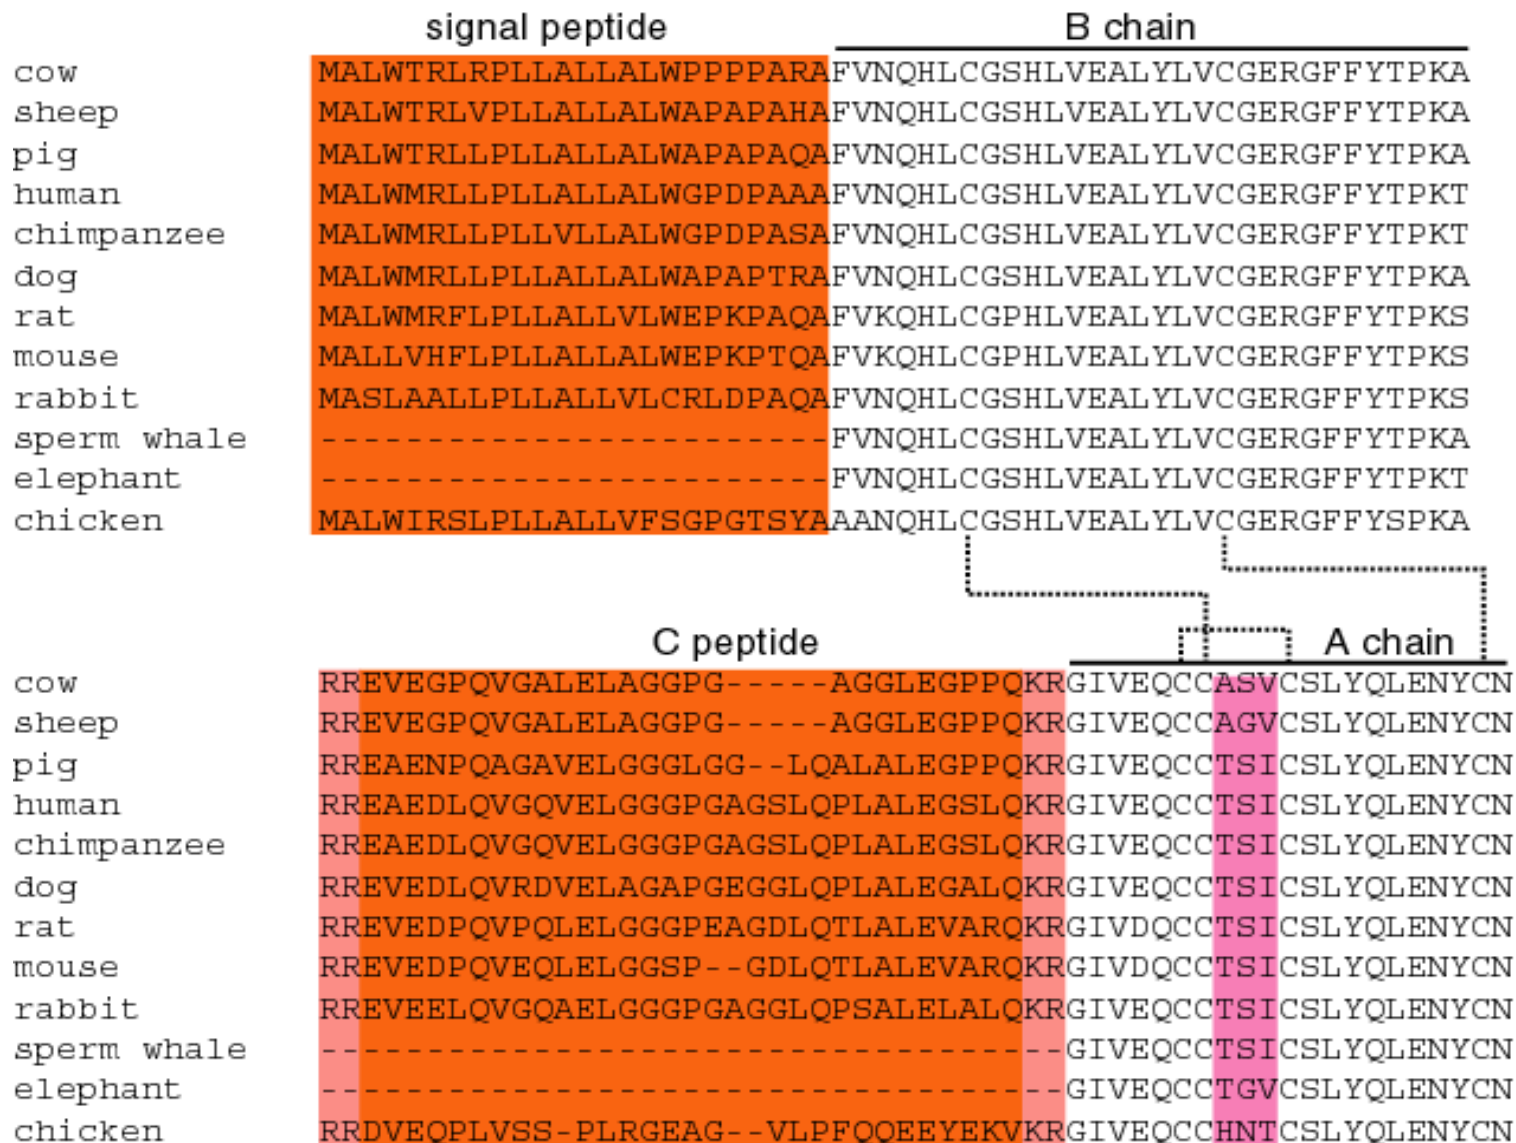 signal peptide B chain
cow MALWTRLRPLLALLALWPPPPARAFVNQHLCGSHLVEALYLVCGERGFFYTPKA
sheep MALWTRLVPLLALLALWAPAPAHAFVNQHLCGSHLVEALYLVCGERGFFYTPKA
pig MALWTRLLPLLALLALWAPAPAQAFVNQHLCGSHLVEALYLVCGERGFFYTPKA
human MALWMRLLPLLALLALWGPDPAAAFVNQHLCGSHLVEALYLVCGERGFFYTPKT
chimpanzee MALWMRLLPLLVLLALWGPDPASAFVNQHLCGSHLVEALYLVCGERGFFYTPKT
dog MALWMRLLPLLALLALWAPAPTRAFVNQHLCGSHLVEALYLVCGERGFFYTPKA
rat MALWMRFLPLLALLVLWEPKPAQAFVKQHLCGPHLVEALYLVCGERGFFYTPKS
mouse MALLVHFLPLLALLALWEPKPTQAFVKQHLCGPHLVEALYLVCGERGFFYTPKS
rabbit MASLAALLPLLALLVLCRLDPAQAFVNQHLCGSHLVEALYLVCGERGFFYTPKS
sperm whale ------------------------FVNQHLCGSHLVEALYLVCGERGFFYTPKA
elephant ------------------------FVNQHLCGSHLVEALYLVCGERGFFYTPKT
chicken MALWIRSLPLLALLVFSGPGTSYAAANQHLCGSHLVEALYLVCGERGFFYSPKA
C peptide A chain
cow RREVEGPQVGALELAGGPG-----AGGLEGPPQKRGIVEQCCASVCSLYQLENYCN
sheep RREVEGPQVGALELAGGPG-----AGGLEGPPQKRGIVEQCCAGVCSLYQLENYCN
pig RREAENPQAGAVELGGGLGG--LQALALEGPPQKRGIVEQCCTSICSLYQLENYCN
human RREAEDLQVGQVELGGGPGAGSLQPLALEGSLQKRGIVEQCCTSICSLYQLENYCN
chimpanzee RREAEDLQVGQVELGGGPGAGSLQPLALEGSLQKRGIVEQCCTSICSLYQLENYCN
dog RREVEDLQVRDVELAGAPGEGGLQPLALEGALQKRGIVEQCCTSICSLYQLENYCN
rat RREVEDPQVPQLELGGGPEAGDLQTLALEVARQKRGIVDQCCTSICSLYQLENYCN
mouse RREVEDPQVEQLELGGSP--GDLQTLALEVARQKRGIVDQCCTSICSLYQLENYCN
rabbit RREVEELQVGQAELGGGPGAGGLQPSALELALQKRGIVEQCCTSICSLYQLENYCN
sperm whale -----------------------------------GIVEQCCTSICSLYQLENYCN
elephant -----------------------------------GIVEQCCTGVCSLYQLENYCN
chicken RRDVEQPLVSS-PLRGEAG--VLPFQQEEYEKVKRGIVEQCCHNTCSLYQLENYCN